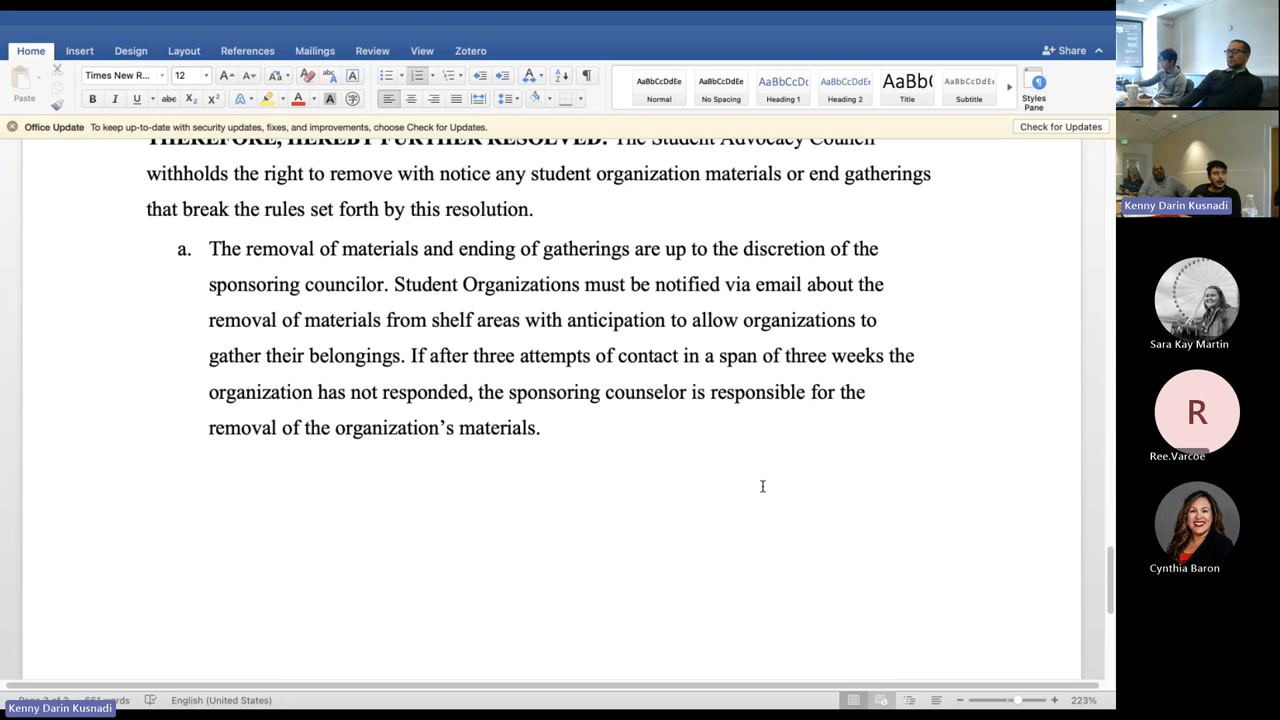 Home Insert Design Layout References Mailings Review View Zotero Share
Times New R... 12
Paste
AaBbCcDdEe AaBbCcDdEe AaBbCcDc AaBbCcDdEe AaBb( AaBbCcDdEe
Normal No Spacing Heading 1 Heading 2 Title Subtitle
Styles
Pane
Office Update To keep up-to-date with security updates, fixes, and improvements, choose Check for Updates. Check for Updates
THEREFORE, HEREBY FURTHER RESOLVED: The Student Advocacy Council
withholds the right to remove with notice any student organization materials or end gatherings
that break the rules set forth by this resolution.
a. The removal of materials and ending of gatherings are up to the discretion of the
sponsoring councilor. Student Organizations must be notified via email about the
removal of materials from shelf areas with anticipation to allow organizations to
gather their belongings. If after three attempts of contact in a span of three weeks the
organization has not responded, the sponsoring counselor is responsible for the
removal of the organization's materials.
English (United States) 223%
Kenny Darin Kusnadi
Kenny Darin Kusnadi
Sara Kay Martin
R
Ree.Varcoe
Cynthia Baron